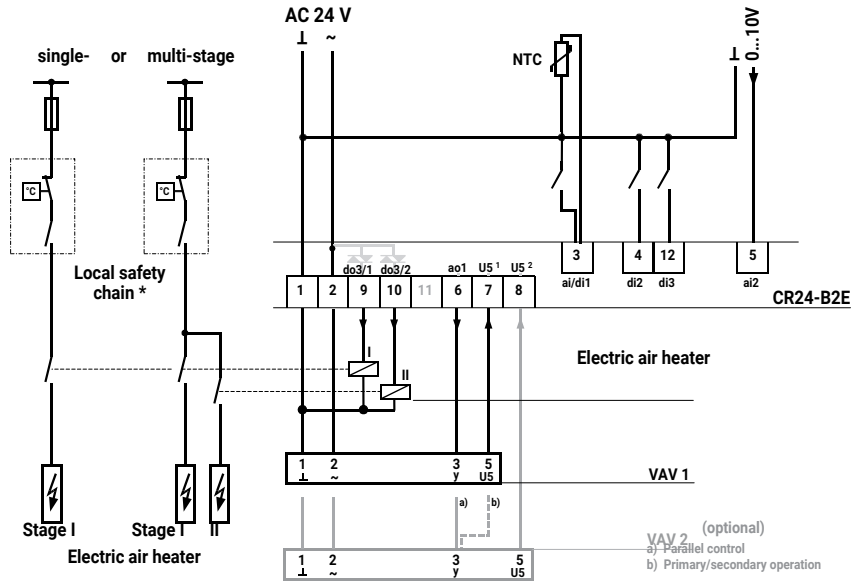 AC 24 V
⊥ ~
single- or multi-stage
NTC
⊥ 0...10V
°C °C
Local safety
chain *
do3/1 do3/2 ao1 U5 1 U5 2
1 2 9 10 11 6 7 8
3 4 12 5
ai/di1 di2 di3 ai2
CR24-B2E
I
II
Electric air heater
1 2 3 5
⊥ ~ y U5
VAV 1
a) b)
Stage I Stage I II
Electric air heater
VAV 2 (optional)
a) Parallel control
b) Primary/secondary operation
1 2 3 5
⊥ ~ y U5